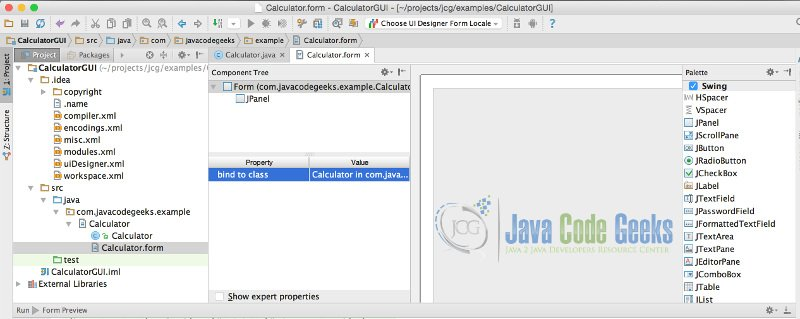 Calculator.form - CalculatorGUI - [~/projects/jcg/examples/CalculatorGUI]
Choose UI Designer Form Locale
CalculatorGUI src java com javacodegeeks example Calculator.form
1: Project
Z: Structure
Project Packages
CalculatorGUI (~/projects/jcg/examples/
.idea
copyright
.name
compiler.xml
encodings.xml
misc.xml
modules.xml
uiDesigner.xml
workspace.xml
src
java
com.javacodegeeks.example
Calculator
Calculator
Calculator.form
test
CalculatorGUI.iml
External Libraries
Calculator.java Calculator.form
Component Tree
Form (com.javacodegeeks.example.Calculator
JPanel
Property Value
bind to class Calculator in com.java...
Show expert properties
JCG
Java Code Geeks
Java 2 Java Developers Resource Center
Palette
Swing
HSpacer
VSpacer
JPanel
JScrollPane
JButton
JRadioButton
JCheckBox
JLabel
JTextField
JPasswordField
JFormattedTextField
JTextArea
JTextPane
JEditorPane
JComboBox
JTable
JList
Run Form Preview